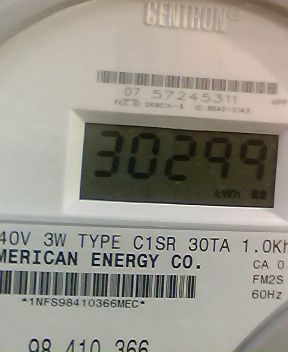 CENTRON®
07 57245311
30299
kWh
40V 3W TYPE C1SR 30TA 1.0Kh
MERICAN ENERGY CO.
CA 0
FM2S
*1NFS98410366MEC*
60Hz
98 410 366